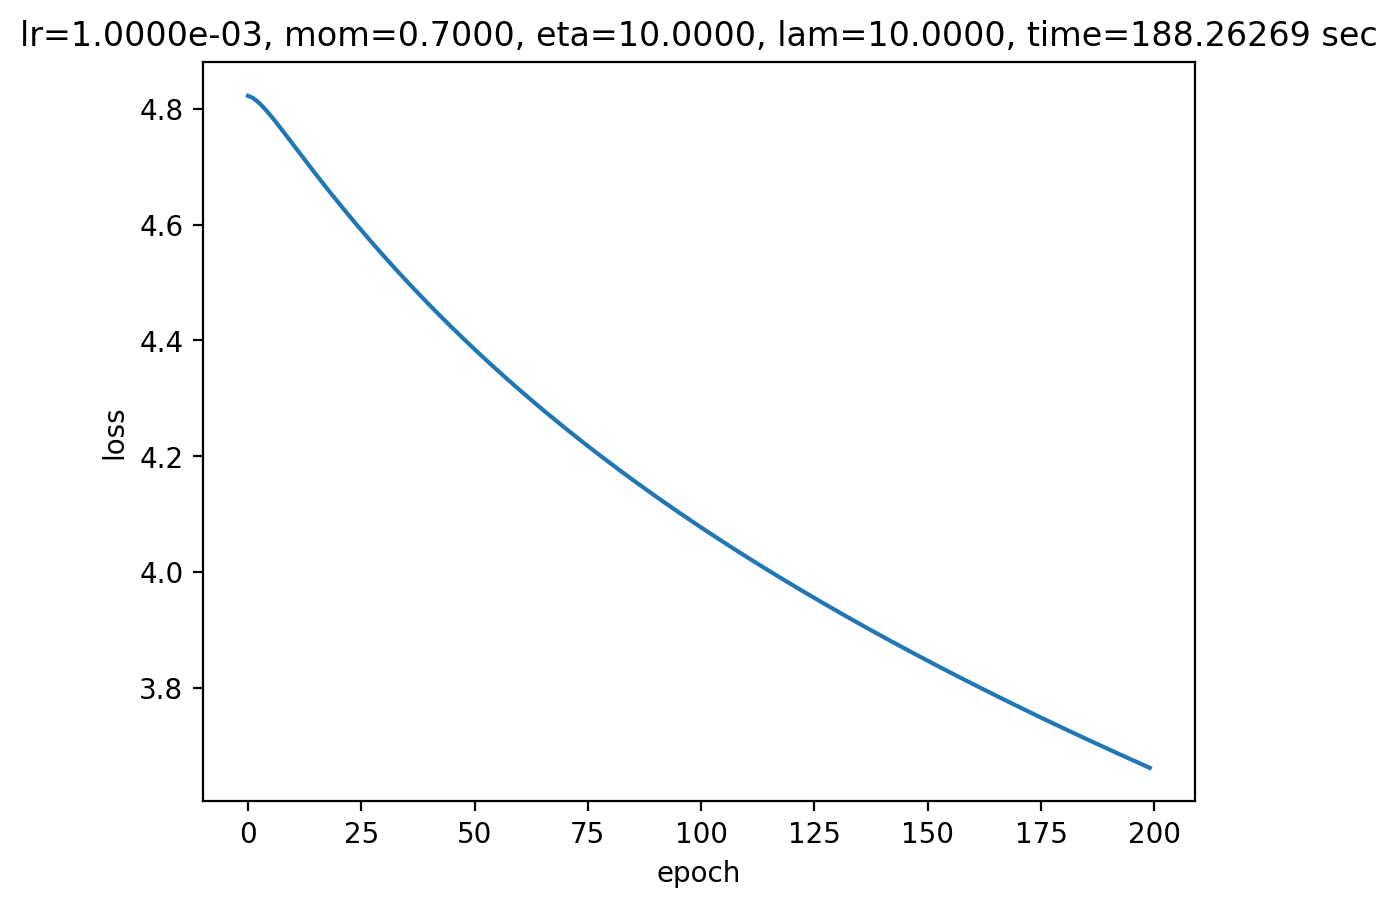 lr=1.0000e-03, mom=0.7000, eta=10.0000, lam=10.0000, time=188.26269 sec
4.8
4.6
4.4
4.2
4.0
3.8
loss
0 25 50 75 100 125 150 175 200
epoch